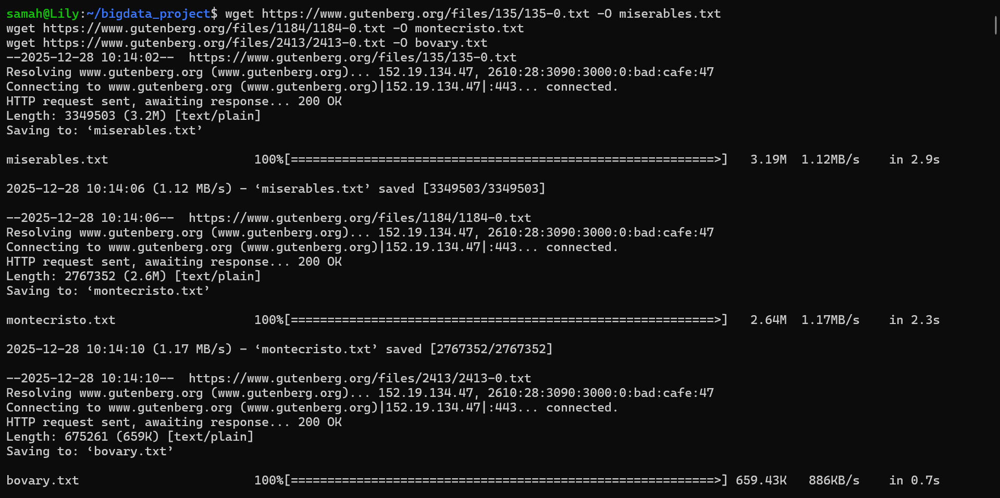 samah@Lily:~/bigdata_project$ wget https://www.gutenberg.org/files/135/135-0.txt -O miserables.txt
wget https://www.gutenberg.org/files/1184/1184-0.txt -O montecristo.txt
wget https://www.gutenberg.org/files/2413/2413-0.txt -O bovary.txt
--2025-12-28 10:14:02--  https://www.gutenberg.org/files/135/135-0.txt
Resolving www.gutenberg.org (www.gutenberg.org)... 152.19.134.47, 2610:28:3090:3000:0:bad:cafe:47
Connecting to www.gutenberg.org (www.gutenberg.org)|152.19.134.47|:443... connected.
HTTP request sent, awaiting response... 200 OK
Length: 3349503 (3.2M) [text/plain]
Saving to: ‘miserables.txt’
miserables.txt                    100%[==========================================================>]   3.19M  1.12MB/s    in 2.9s
2025-12-28 10:14:06 (1.12 MB/s) - ‘miserables.txt’ saved [3349503/3349503]
--2025-12-28 10:14:06--  https://www.gutenberg.org/files/1184/1184-0.txt
Resolving www.gutenberg.org (www.gutenberg.org)... 152.19.134.47, 2610:28:3090:3000:0:bad:cafe:47
Connecting to www.gutenberg.org (www.gutenberg.org)|152.19.134.47|:443... connected.
HTTP request sent, awaiting response... 200 OK
Length: 2767352 (2.6M) [text/plain]
Saving to: ‘montecristo.txt’
montecristo.txt                   100%[==========================================================>]   2.64M  1.17MB/s    in 2.3s
2025-12-28 10:14:10 (1.17 MB/s) - ‘montecristo.txt’ saved [2767352/2767352]
--2025-12-28 10:14:10--  https://www.gutenberg.org/files/2413/2413-0.txt
Resolving www.gutenberg.org (www.gutenberg.org)... 152.19.134.47, 2610:28:3090:3000:0:bad:cafe:47
Connecting to www.gutenberg.org (www.gutenberg.org)|152.19.134.47|:443... connected.
HTTP request sent, awaiting response... 200 OK
Length: 675261 (659K) [text/plain]
Saving to: ‘bovary.txt’
bovary.txt                        100%[==========================================================>] 659.43K   886KB/s    in 0.7s